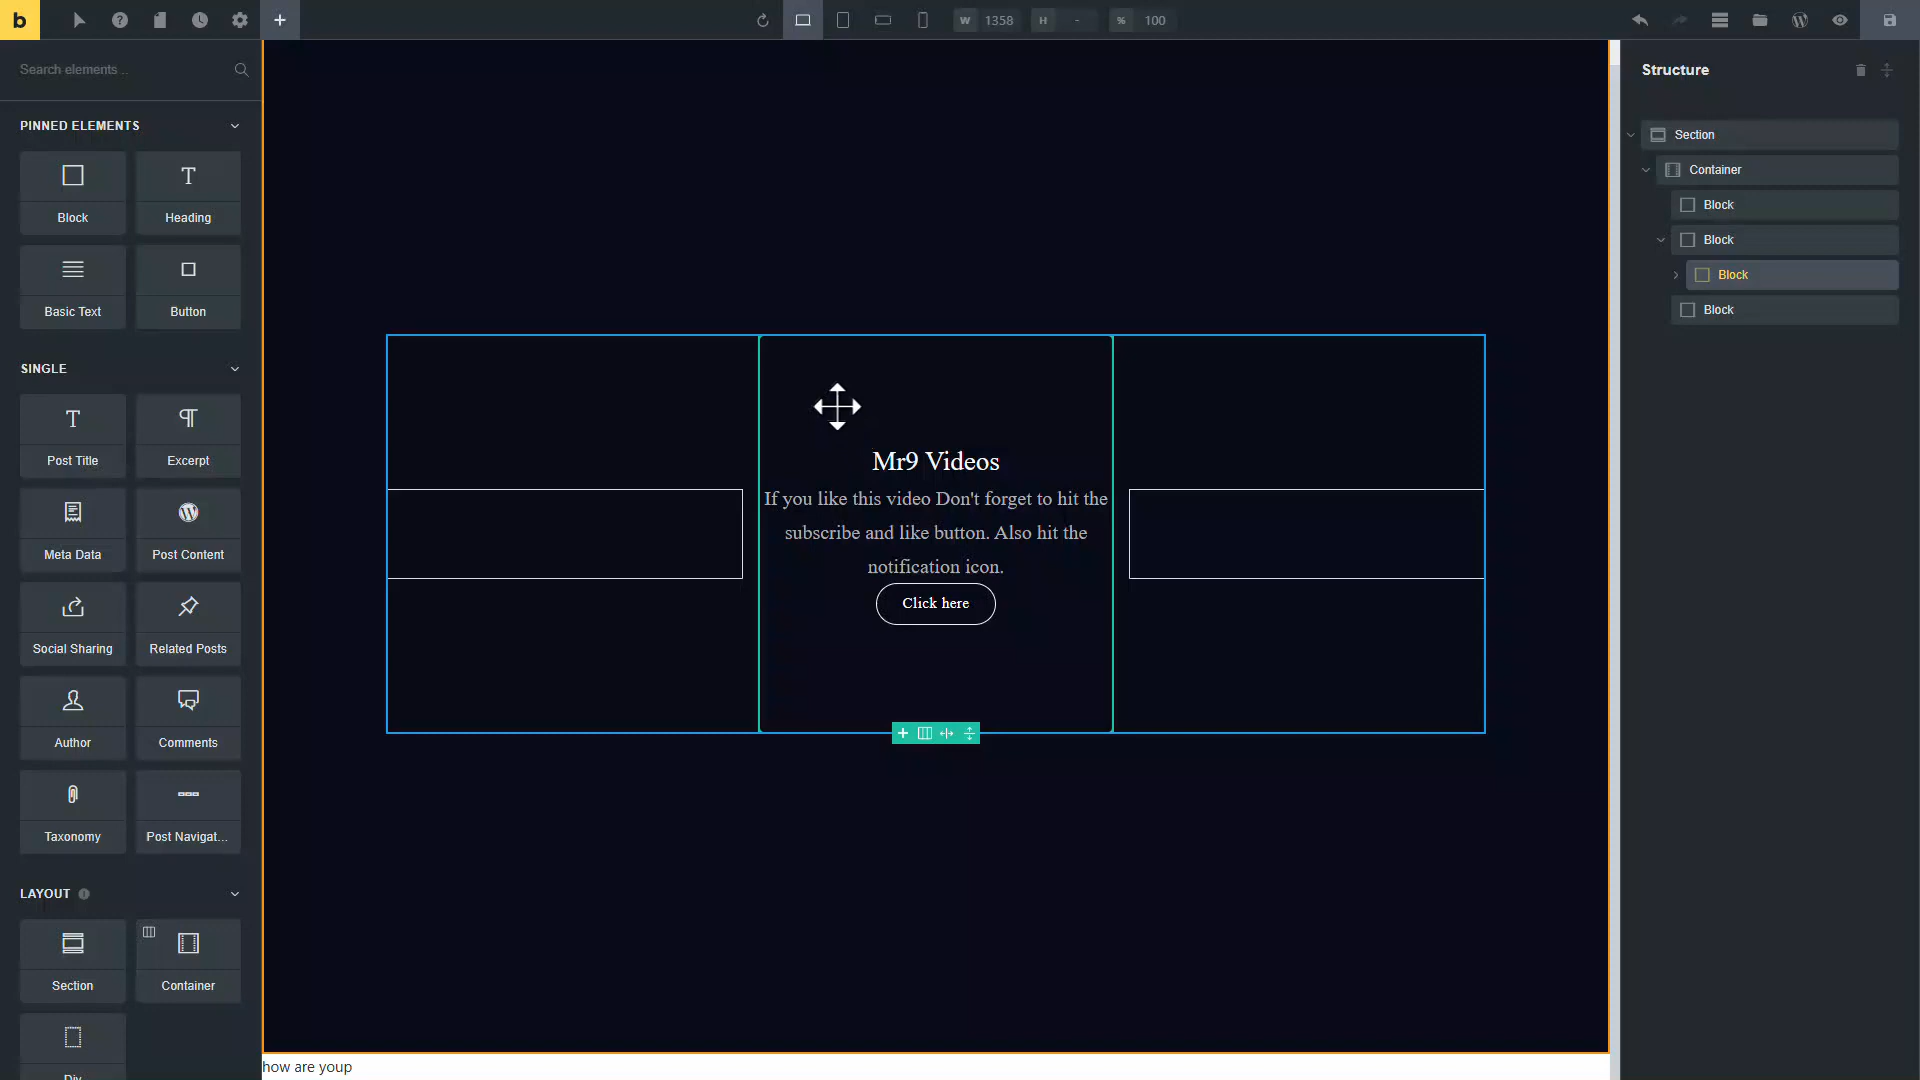 b
W 1358 H - % 100
Search elements ..
PINNED ELEMENTS
Block
Heading
Basic Text
Button
SINGLE
Post Title
Excerpt
Meta Data
Post Content
Social Sharing
Related Posts
Author
Comments
Taxonomy
Post Navigat...
LAYOUT
Section
Container
Div
Mr9 Videos
If you like this video Don't forget to hit the
subscribe and like button. Also hit the
notification icon.
Click here
how are youp
Structure
Section
Container
Block
Block
Block
Block